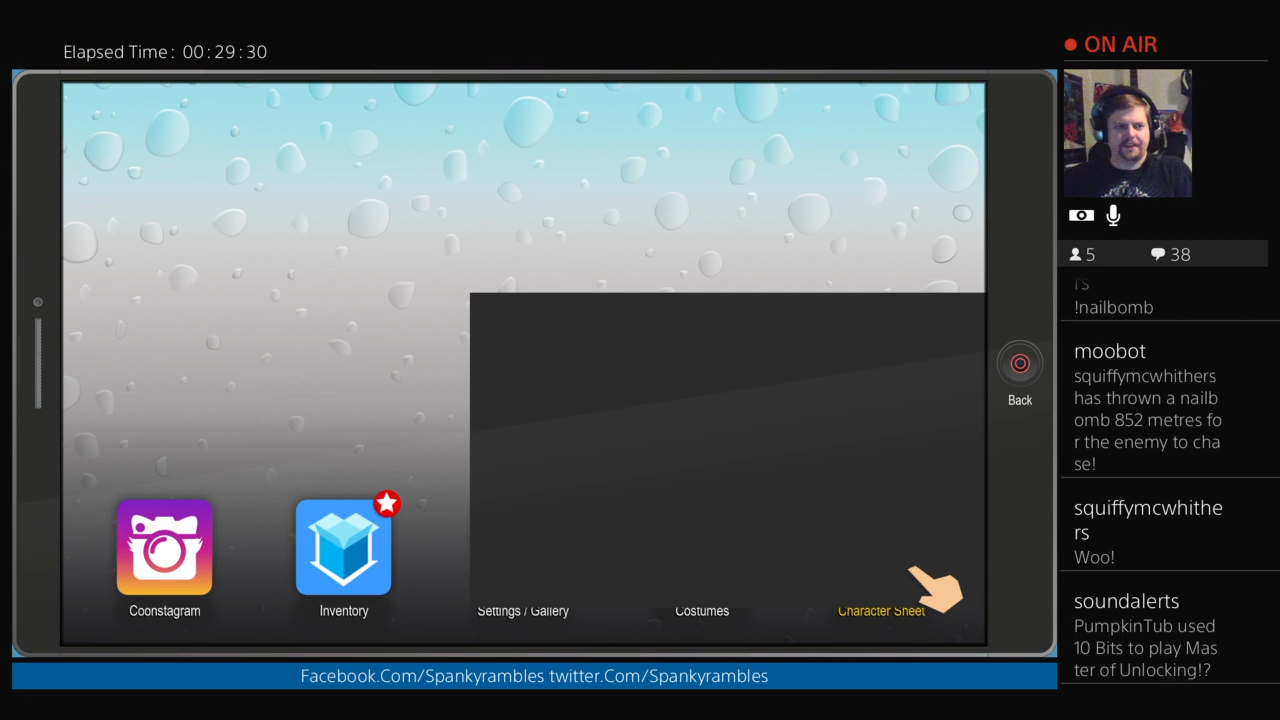 Elapsed Time: 00:29:30
ON AIR
5
38
rs
!nailbomb
moobot
squiffymcwhithers
has thrown a nailb
omb 852 metres fo
r the enemy to cha
se!
squiffymcwhithe
rs
Woo!
soundalerts
PumpkinTub used
10 Bits to play Mas
ter of Unlocking!?
Back
Coonstagram
Inventory
Settings / Gallery
Costumes
Character Sheet
Facebook.Com/Spankyrambles twitter.Com/Spankyrambles